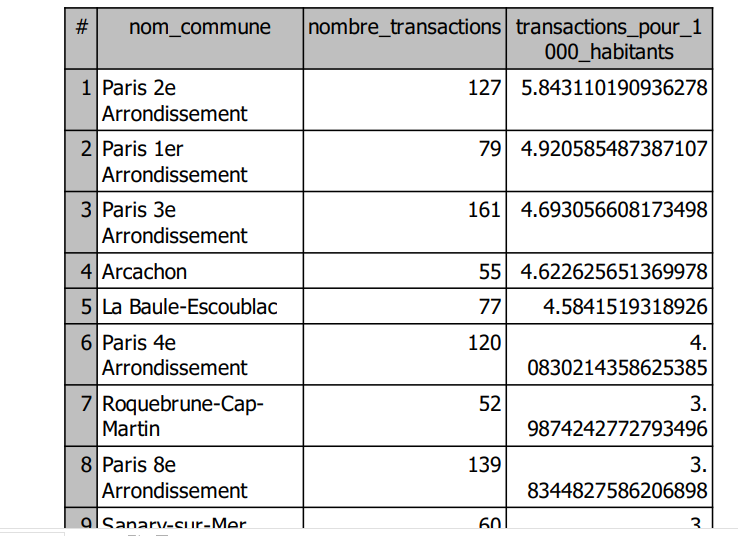 # nom_commune nombre_transactions transactions_pour_1
000_habitants
1 Paris 2e 127 5.843110190936278
Arrondissement
2 Paris 1er 79 4.920585487387107
Arrondissement
3 Paris 3e 161 4.693056608173498
Arrondissement
4 Arcachon 55 4.622625651369978
5 La Baule-Escoublac 77 4.5841519318926
6 Paris 4e 120 4.
Arrondissement 0830214358625385
7 Roquebrune-Cap- 52 3.
Martin 9874242772793496
8 Paris 8e 139 3.
Arrondissement 8344827586206898
9 Sanary-sur-Mer 60 3.